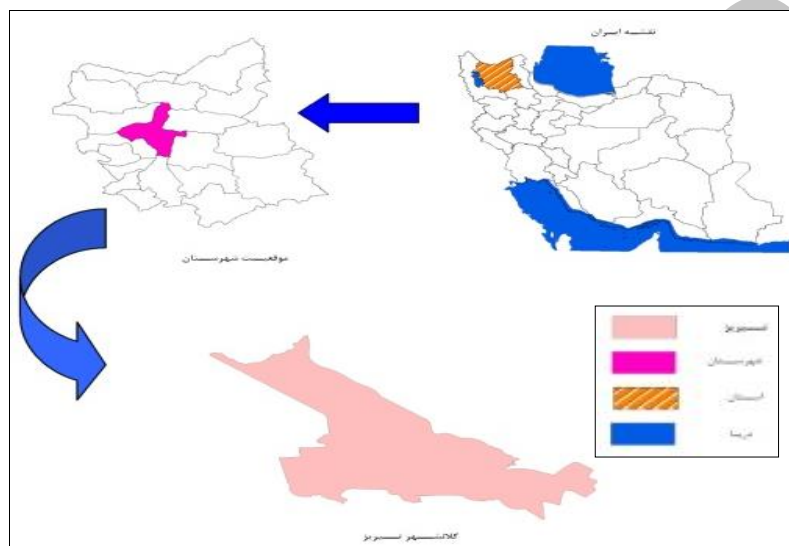 نقشه ایران
موقعیت شهرستان
تبریز
شهرستان
استان
دریا
کلانشهر تبریز